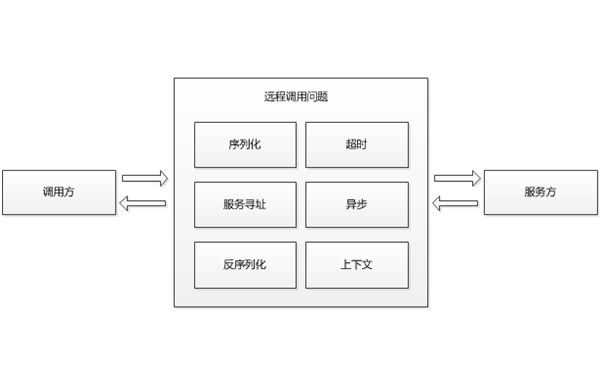 远程调用问题
序列化
超时
调用方
服务寻址
异步
服务方
反序列化
上下文